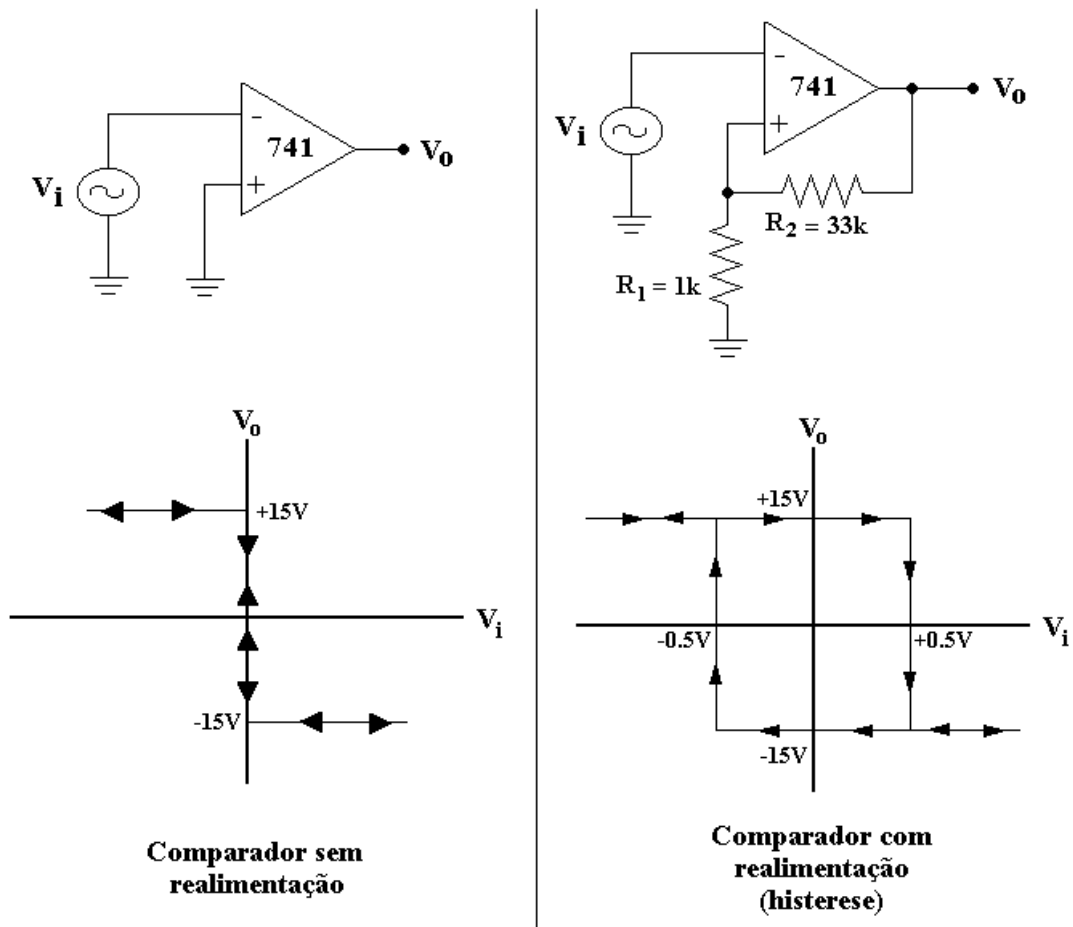 -
741
+
Vi
Vo
Vo
+15V
Vi
-15V
Comparador sem
realimentação
-
741
+
Vi
Vo
R2 = 33k
R1 = 1k
Vo
+15V
-0.5V
+0.5V
Vi
-15V
Comparador com
realimentação
(histerese)